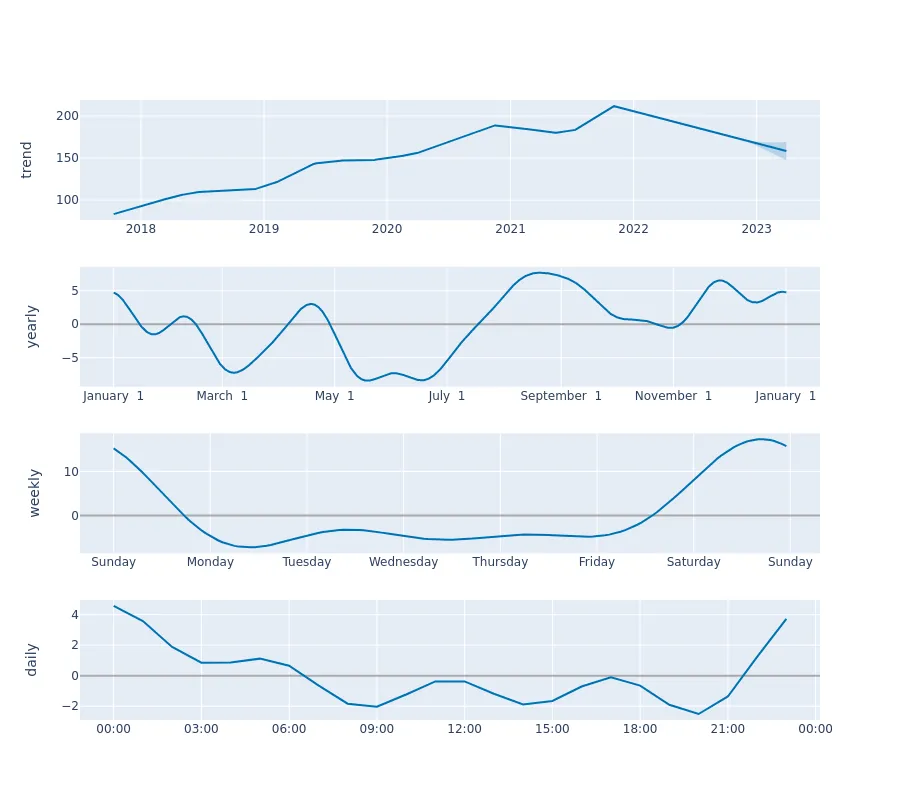 trend
200
150
100
2018 2019 2020 2021 2022 2023
yearly
5
0
−5
January 1 March 1 May 1 July 1 September 1 November 1 January 1
weekly
10
0
Sunday Monday Tuesday Wednesday Thursday Friday Saturday Sunday
daily
4
2
0
−2
00:00 03:00 06:00 09:00 12:00 15:00 18:00 21:00 00:00